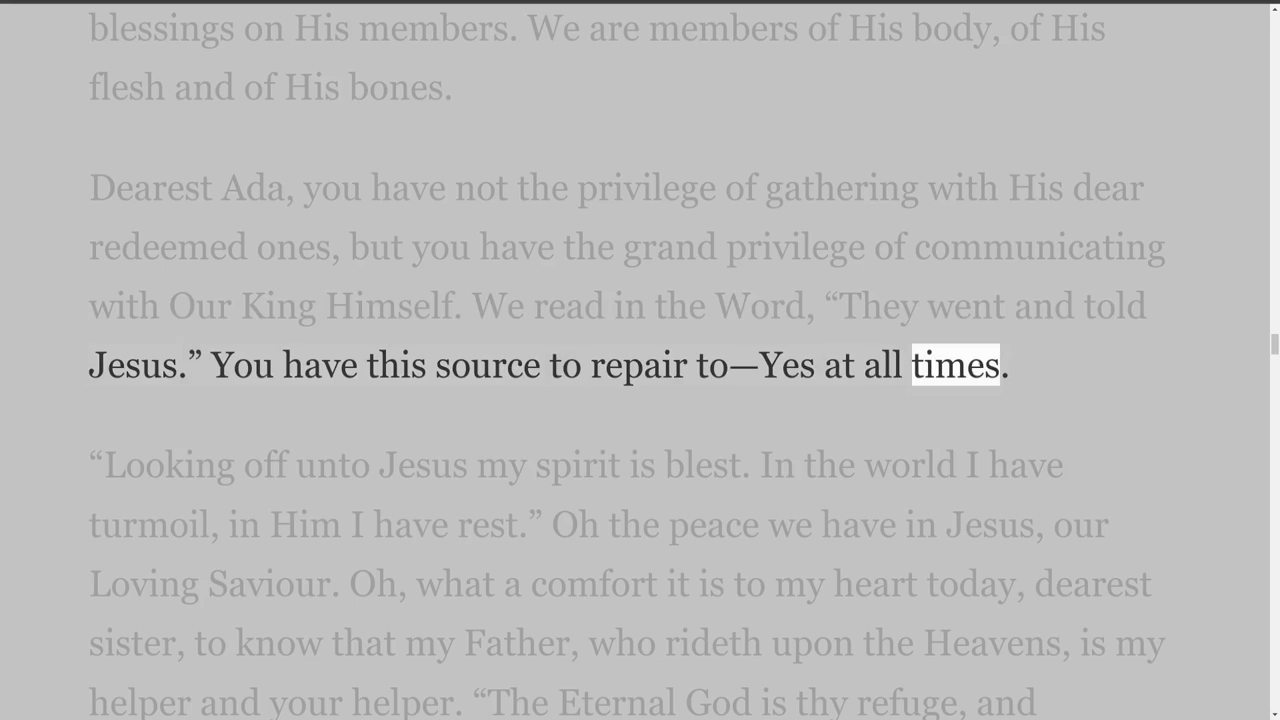 blessings on His members. We are members of His body, of His
flesh and of His bones.
Dearest Ada, you have not the privilege of gathering with His dear
redeemed ones, but you have the grand privilege of communicating
with Our King Himself. We read in the Word, “They went and told
Jesus.” You have this source to repair to—Yes at all times.
“Looking off unto Jesus my spirit is blest. In the world I have
turmoil, in Him I have rest.” Oh the peace we have in Jesus, our
Loving Saviour. Oh, what a comfort it is to my heart today, dearest
sister, to know that my Father, who rideth upon the Heavens, is my
helper and your helper. “The Eternal God is thy refuge, and